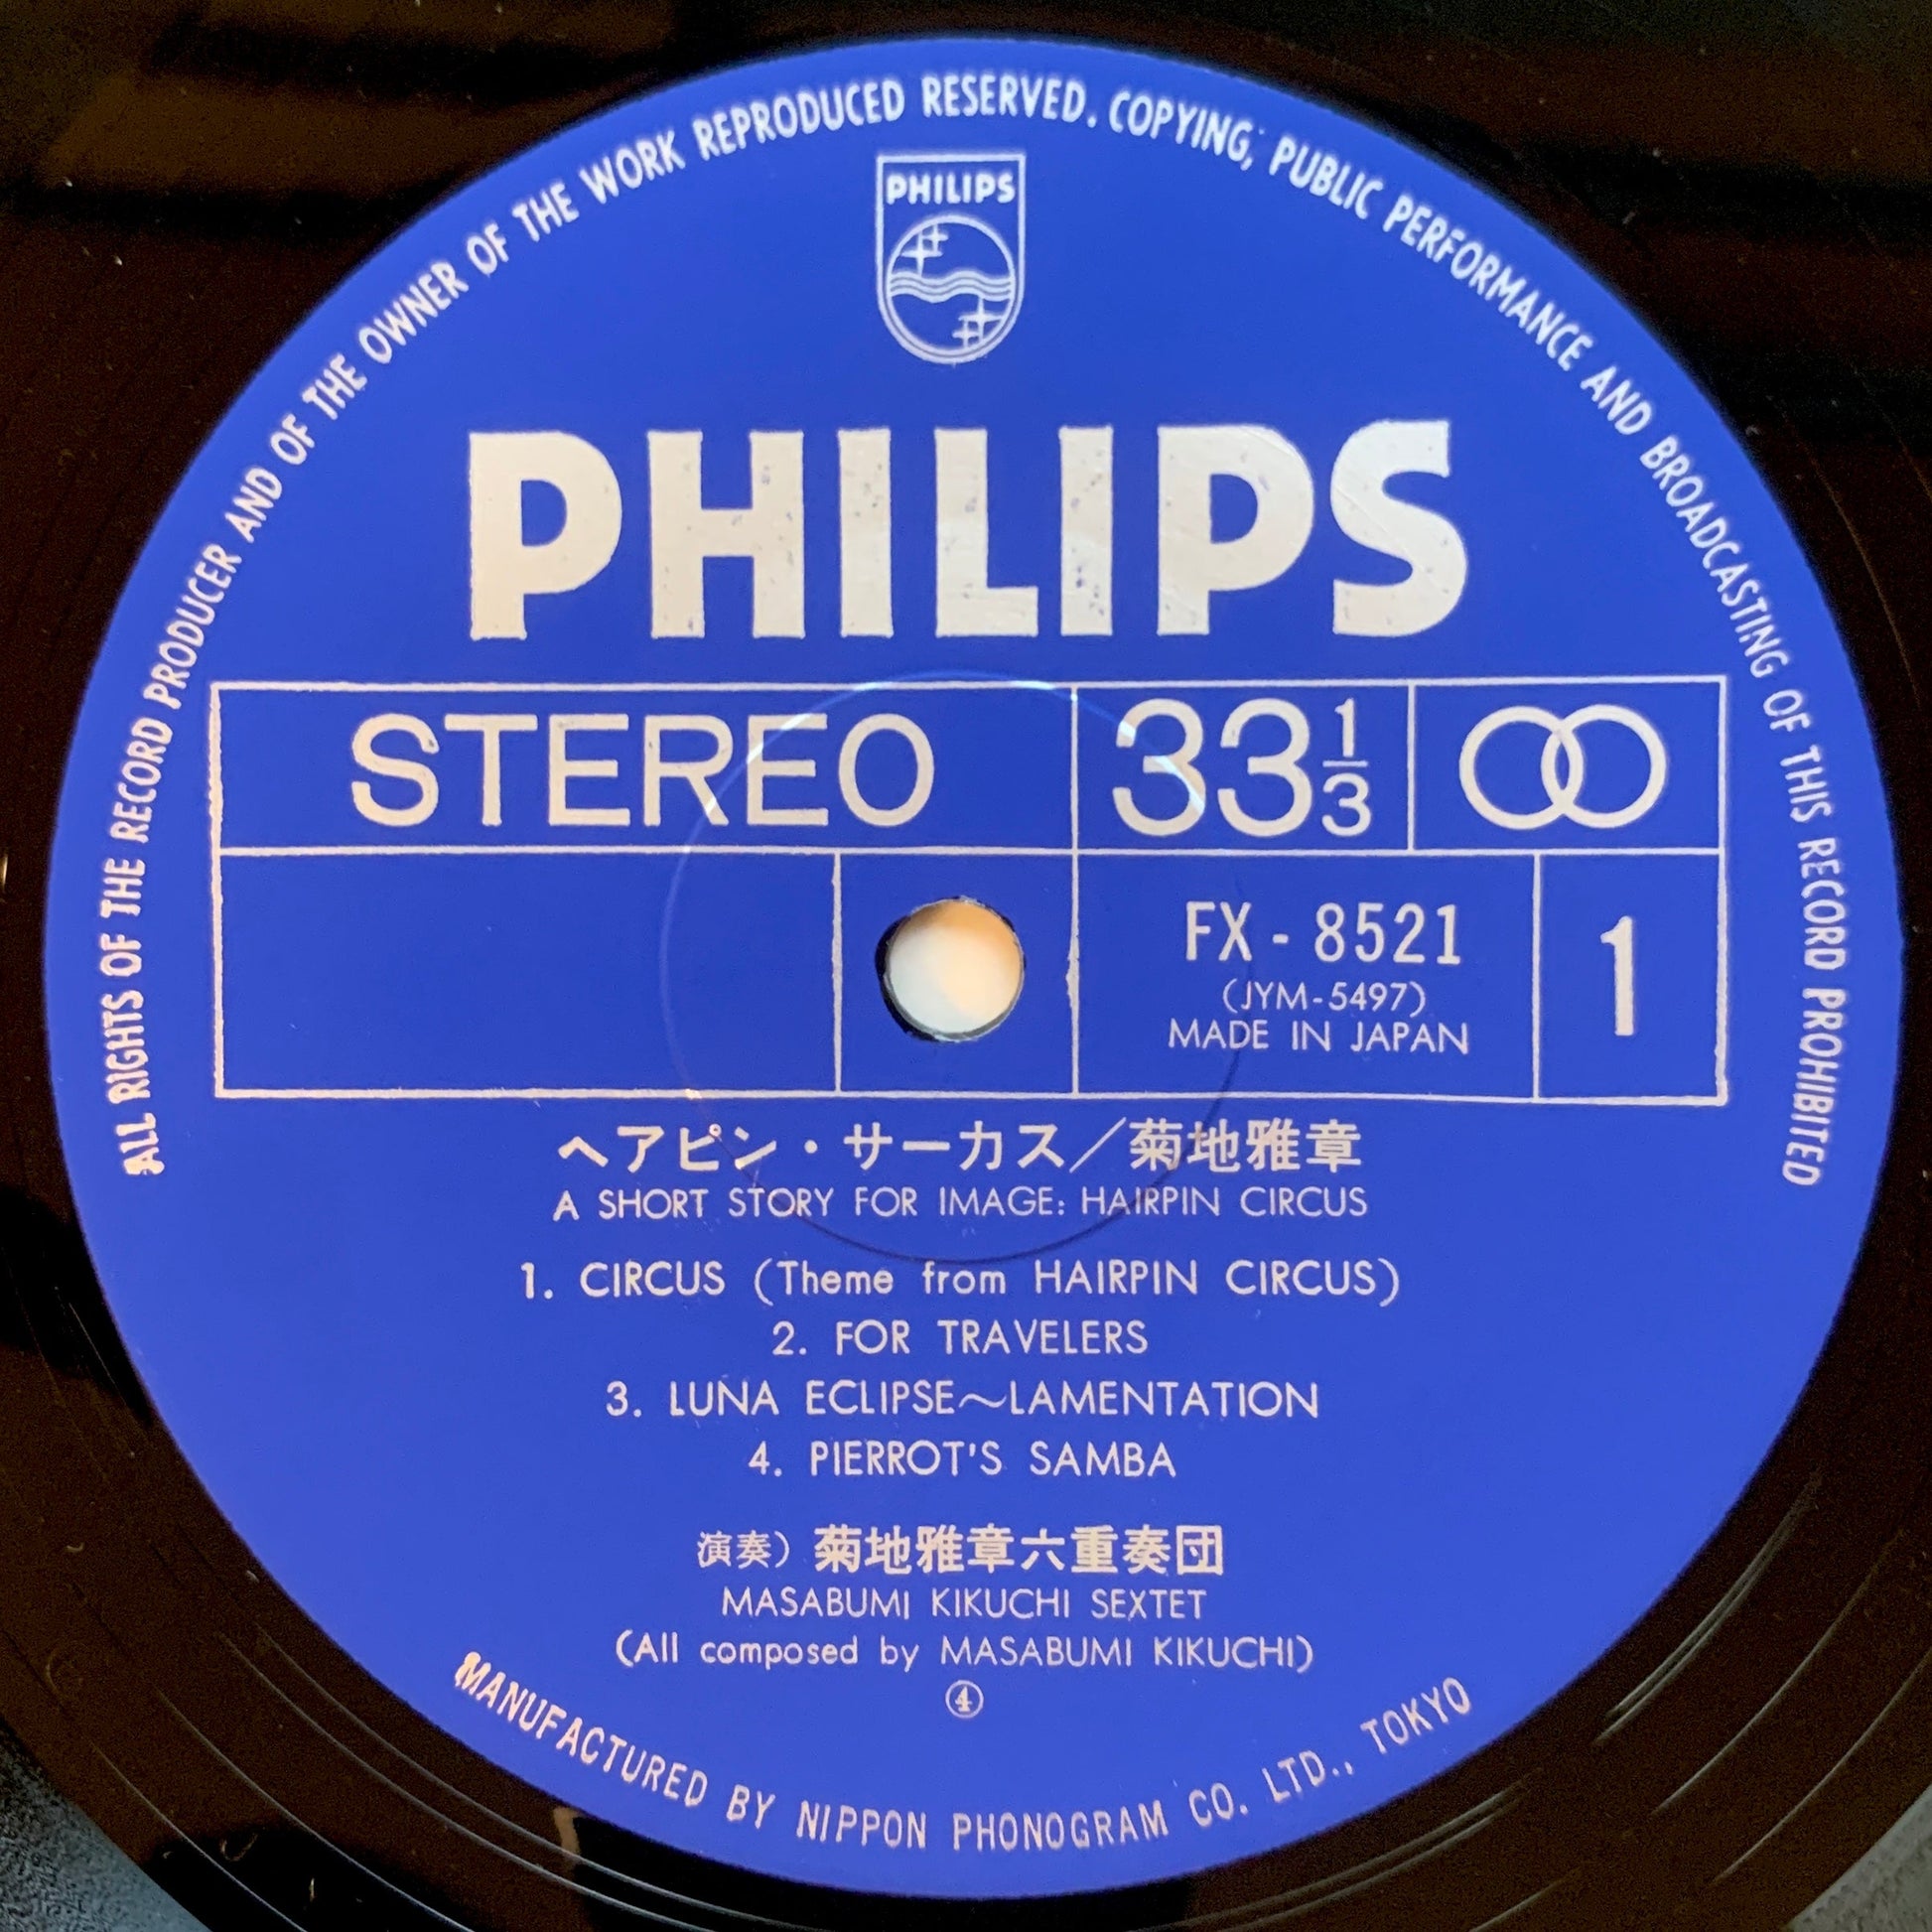 ALL RIGHTS OF THE RECORD PRODUCER AND OF THE OWNER OF THE WORK REPRODUCED RESERVED. COPYING, PUBLIC PERFORMANCE AND BROADCASTING OF THIS RECORD PROHIBITED
PHILIPS
PHILIPS
STEREO 33 1/3
FX - 8521 1
(JYM-5497)
MADE IN JAPAN
ヘアピン・サーカス／菊地雅章
A SHORT STORY FOR IMAGE: HAIRPIN CIRCUS
1. CIRCUS (Theme from HAIRPIN CIRCUS)
2. FOR TRAVELERS
3. LUNA ECLIPSE～LAMENTATION
4. PIERROT'S SAMBA
演奏）菊地雅章六重奏団
MASABUMI KIKUCHI SEXTET
(All composed by MASABUMI KIKUCHI)
④
MANUFACTURED BY NIPPON PHONOGRAM CO. LTD., TOKYO